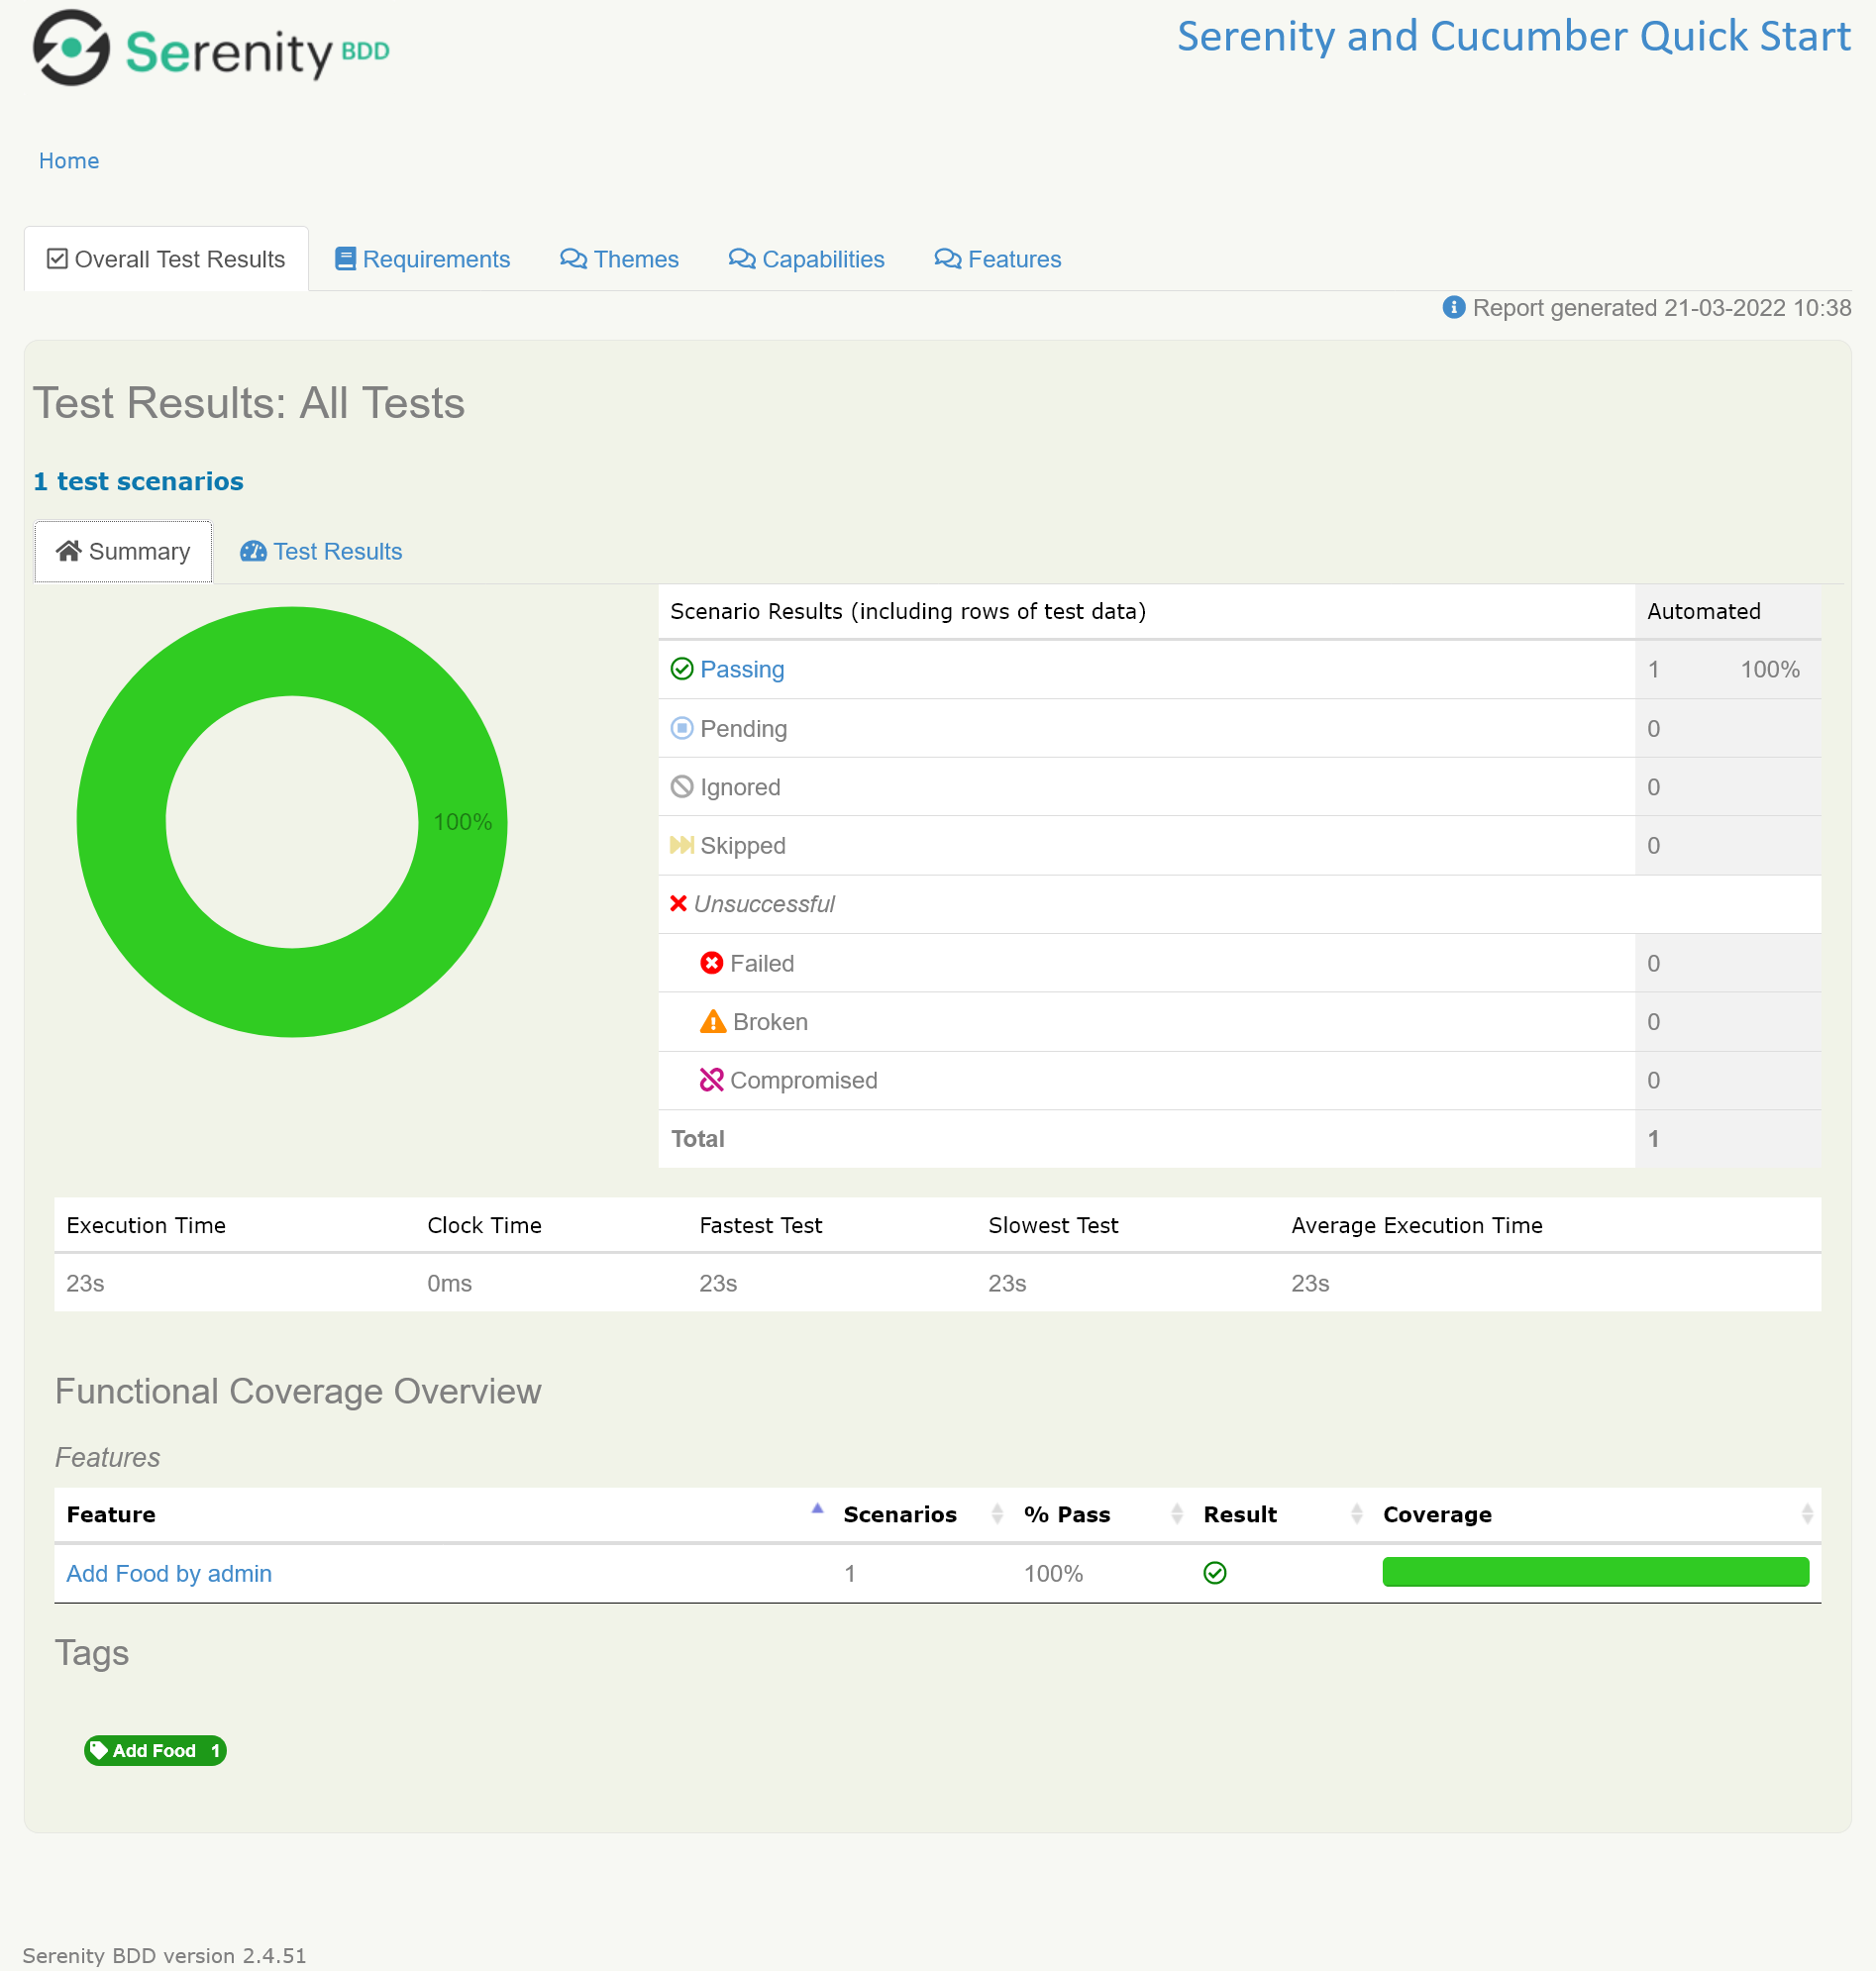 Serenity BDD
Serenity and Cucumber Quick Start
Home
Overall Test Results Requirements Themes Capabilities Features
Report generated 21-03-2022 10:38
Test Results: All Tests
1 test scenarios
Summary Test Results
Scenario Results (including rows of test data) Automated
Passing 1 100%
Pending 0
Ignored 0
Skipped 0
Unsuccessful
Failed 0
Broken 0
Compromised 0
Total 1
100%
Execution Time Clock Time Fastest Test Slowest Test Average Execution Time
23s 0ms 23s 23s 23s
Functional Coverage Overview
Features
Feature Scenarios % Pass Result Coverage
Add Food by admin 1 100%
Tags
Add Food 1
Serenity BDD version 2.4.51